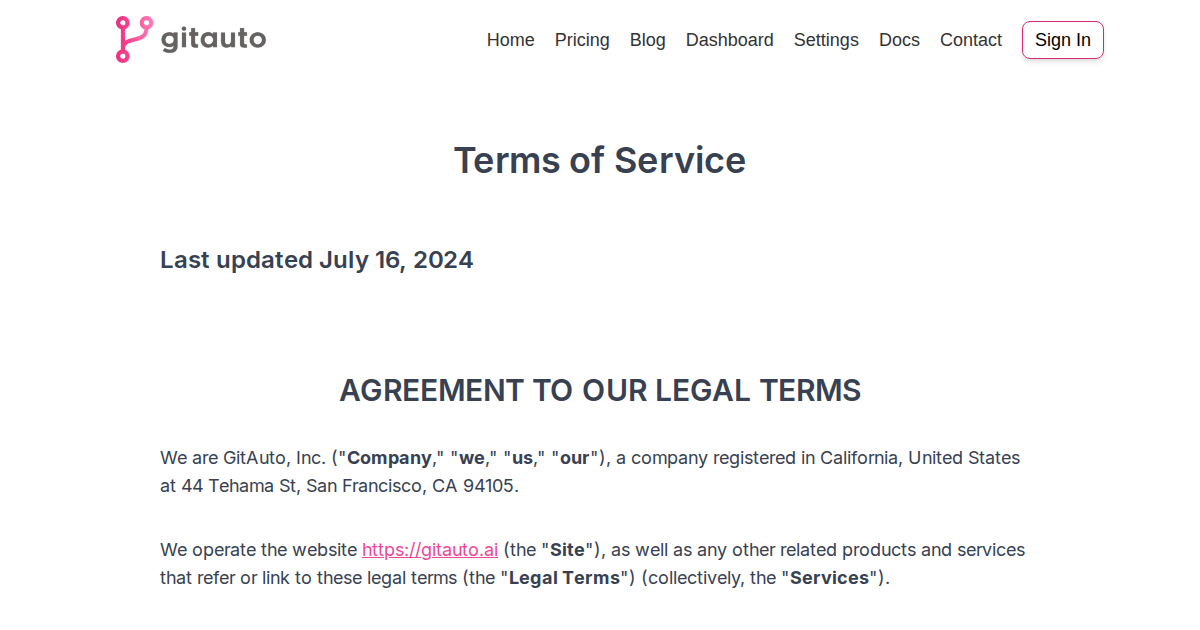 gitauto
Home Pricing Blog Dashboard Settings Docs Contact Sign In
Terms of Service
Last updated July 16, 2024
AGREEMENT TO OUR LEGAL TERMS
We are GitAuto, Inc. ("Company," "we," "us," "our"), a company registered in California, United States
at 44 Tehama St, San Francisco, CA 94105.
We operate the website https://gitauto.ai (the "Site"), as well as any other related products and services
that refer or link to these legal terms (the "Legal Terms") (collectively, the "Services").